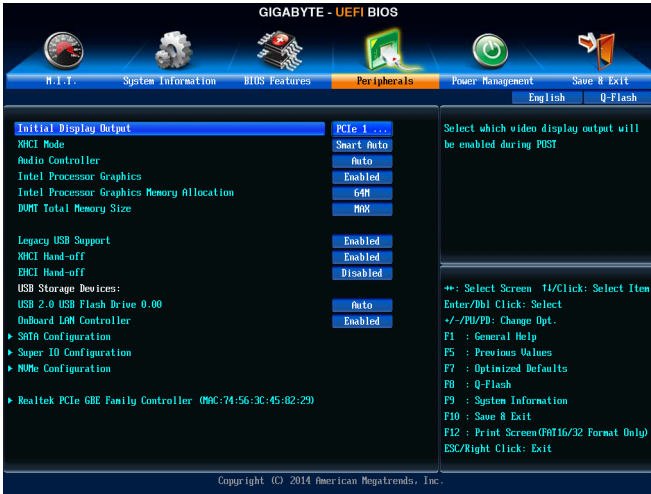 GIGABYTE - UEFI BIOS
M.I.T. System Information BIOS Features Peripherals Power Management Save & Exit
English Q-Flash
Initial Display Output PCIe 1 ...
XHCI Mode Smart Auto
Audio Controller Auto
Intel Processor Graphics Enabled
Intel Processor Graphics Memory Allocation 64M
DVMT Total Memory Size MAX
Legacy USB Support Enabled
XHCI Hand-off Enabled
EHCI Hand-off Disabled
USB Storage Devices:
USB 2.0 USB Flash Drive 0.00 Auto
OnBoard LAN Controller Enabled
SATA Configuration
Super IO Configuration
NVMe Configuration
Realtek PCIe GBE Family Controller (MAC:74:56:3C:45:82:29)
Select which video display output will
be enabled during POST
→←: Select Screen ↑↓/Click: Select Item
Enter/Dbl Click: Select
+/-/PU/PD: Change Opt.
F1 : General Help
F5 : Previous Values
F7 : Optimized Defaults
F8 : Q-Flash
F9 : System Information
F10 : Save & Exit
F12 : Print Screen(FAT16/32 Format Only)
ESC/Right Click: Exit
Copyright (C) 2014 American Megatrends, Inc.